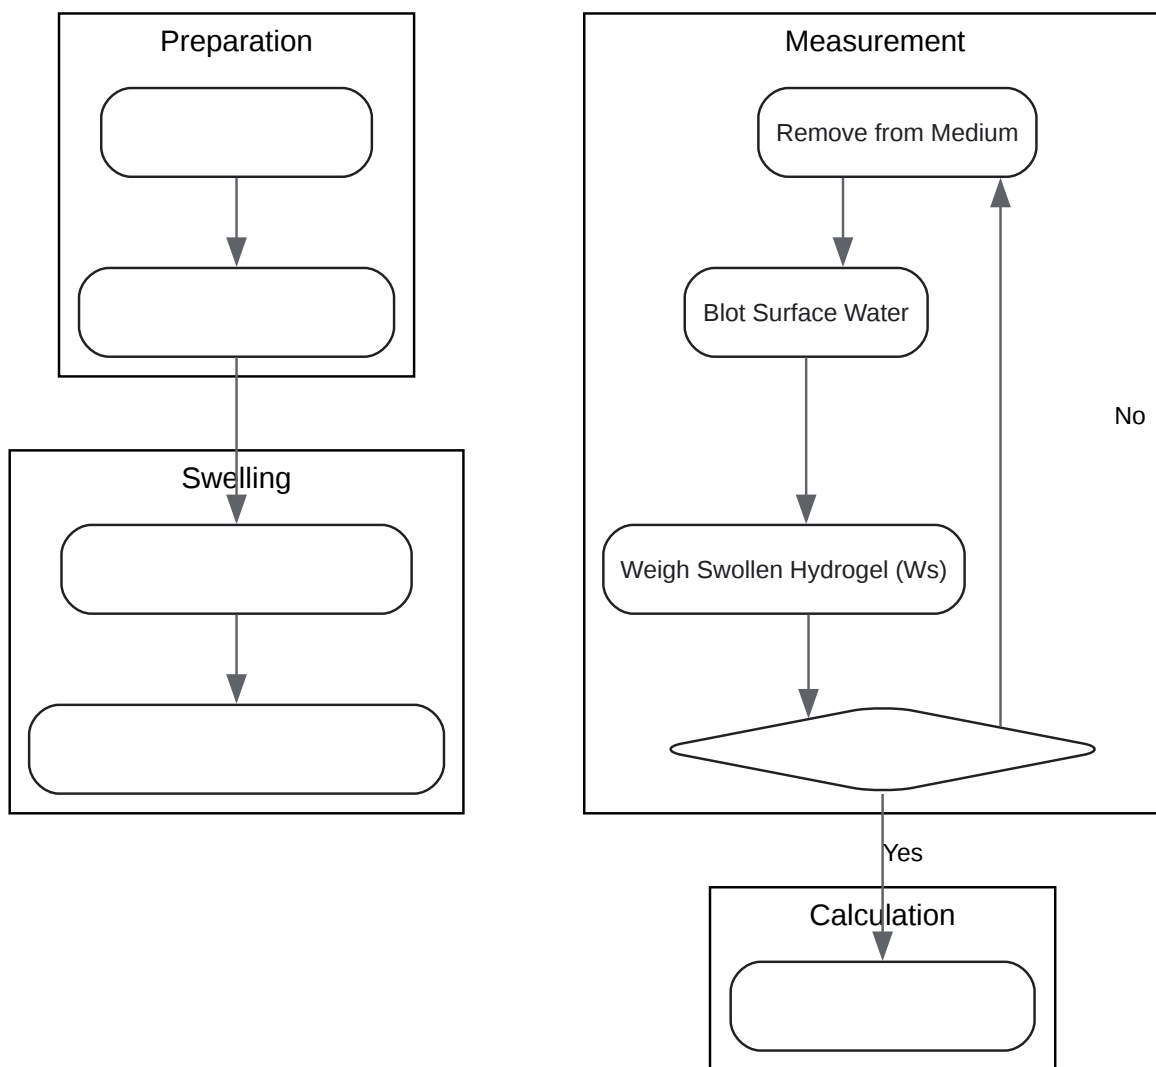 Preparation
Swelling
Measurement
Remove from Medium
Blot Surface Water
No
Weigh Swollen Hydrogel (Ws)
Yes
Calculation